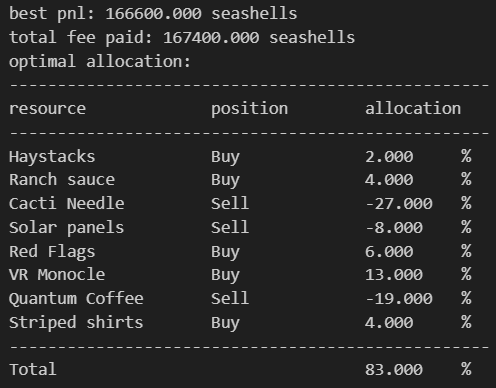 best pnl: 166600.000 seashells
total fee paid: 167400.000 seashells
optimal allocation:
--------------------------------------------------
resource position allocation
--------------------------------------------------
Haystacks Buy 2.000 %
Ranch sauce Buy 4.000 %
Cacti Needle Sell -27.000 %
Solar panels Sell -8.000 %
Red Flags Buy 6.000 %
VR Monocle Buy 13.000 %
Quantum Coffee Sell -19.000 %
Striped shirts Buy 4.000 %
--------------------------------------------------
Total 83.000 %